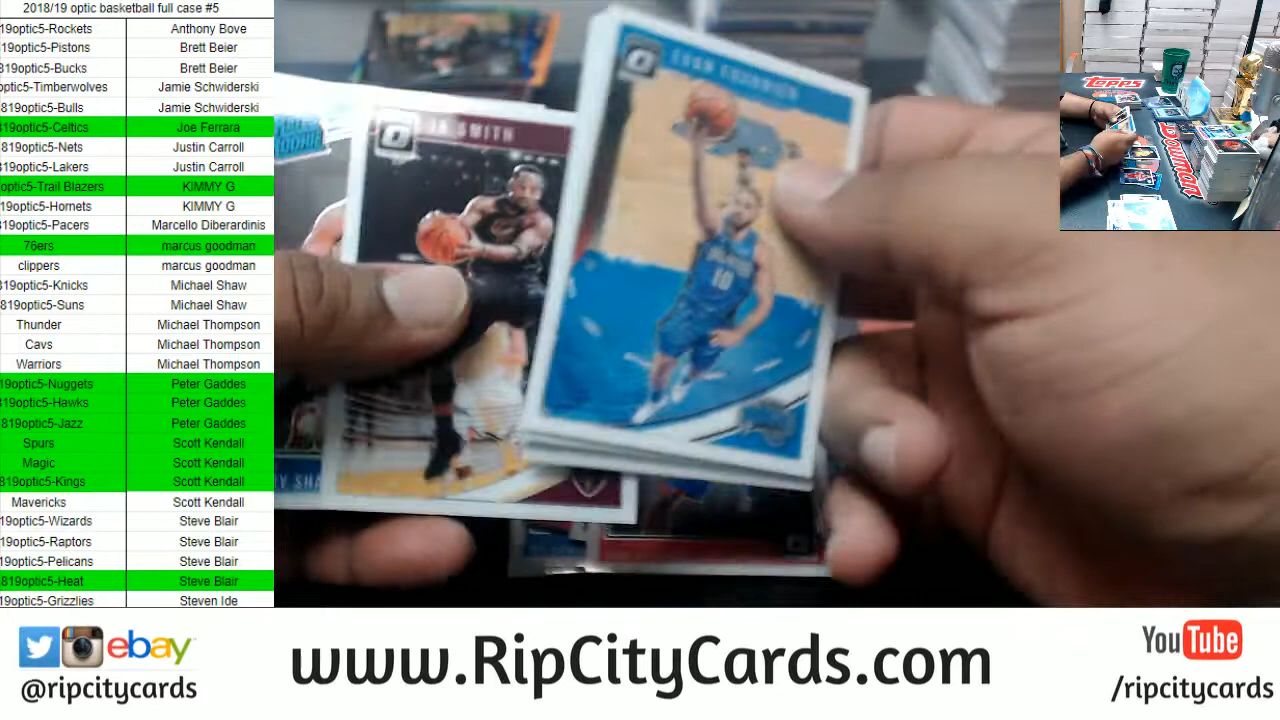 2018/19 optic basketball full case #5
19optic5-Rockets Anthony Bove
19optic5-Pistons Brett Beier
819optic5-Bucks Brett Beier
optic5-Timberwolves Jamie Schwiderski
1819optic5-Bulls Jamie Schwiderski
819optic5-Celtics Joe Ferrara
819optic5-Nets Justin Carroll
819optic5-Lakers Justin Carroll
optic5-Trail Blazers KIMMY G
19optic5-Hornets KIMMY G
19optic5-Pacers Marcello Diberardinis
76ers marcus goodman
clippers marcus goodman
819optic5-Knicks Michael Shaw
819optic5-Suns Michael Shaw
Thunder Michael Thompson
Cavs Michael Thompson
Warriors Michael Thompson
19optic5-Nuggets Peter Gaddes
819optic5-Hawks Peter Gaddes
1819optic5-Jazz Peter Gaddes
Spurs Scott Kendall
Magic Scott Kendall
1819optic5-Kings Scott Kendall
Mavericks Scott Kendall
19optic5-Wizards Steve Blair
19optic5-Raptors Steve Blair
19optic5-Pelicans Steve Blair
1819optic5-Heat Steve Blair
19optic5-Grizzlies Steven Ide
EVAN FOURNIER
SMITH
10
TOPPS
ebay
@ripcitycards
www.RipCityCards.com
YouTube
/ripcitycards